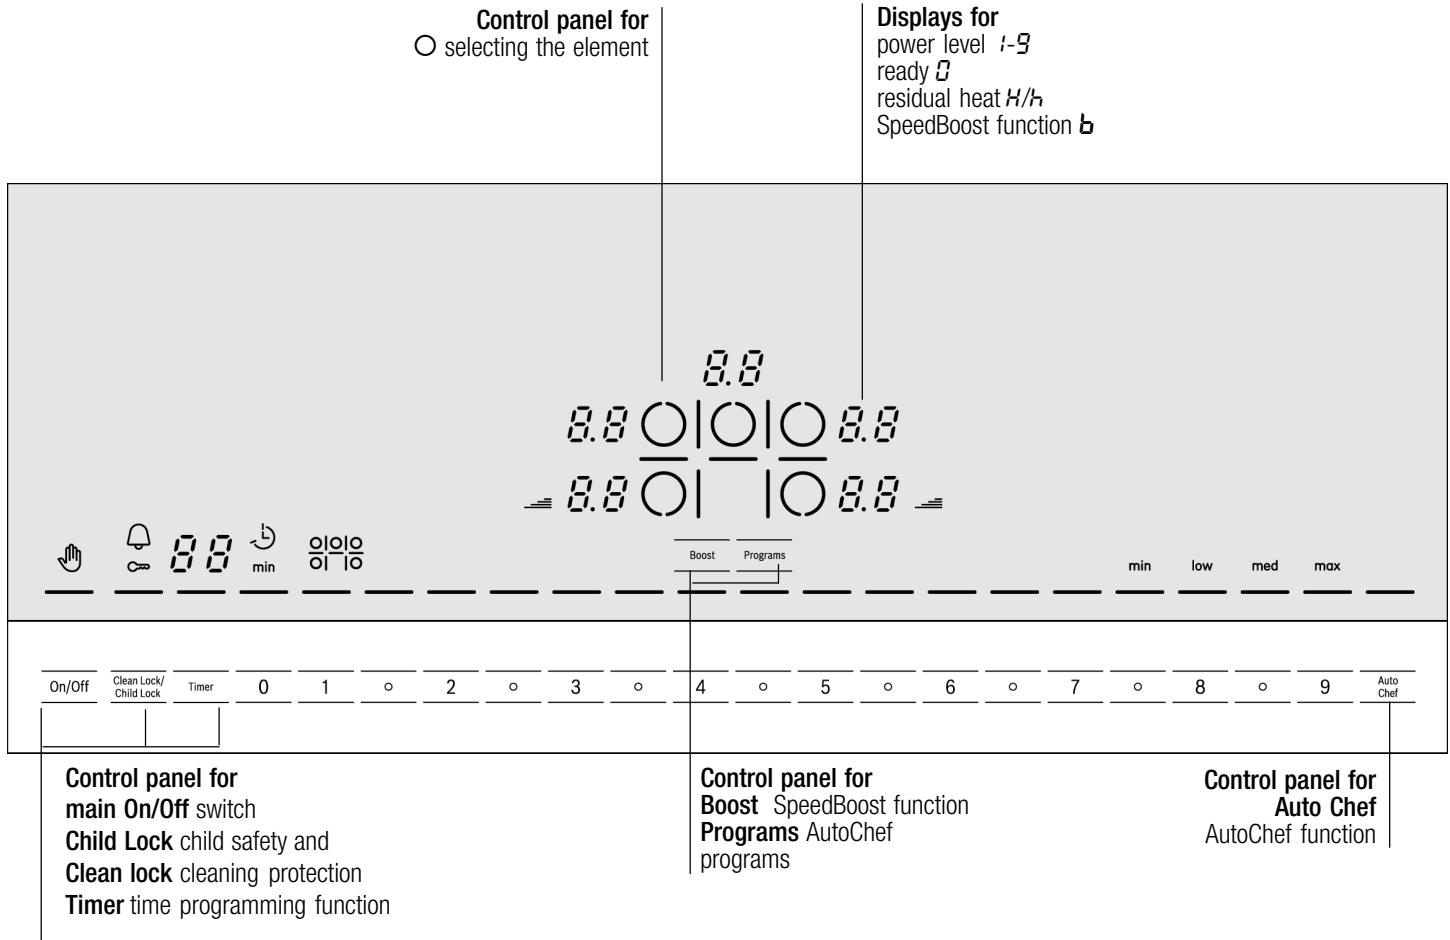 Control panel for
○ selecting the element
Displays for
power level 1-9
ready 0
residual heat H/h
SpeedBoost function b
8.8
8.8 8.8
8.8 8.8
88
min
Boost Programs
min low med max
On/Off Clean Lock/ Timer 0 1 ○ 2 ○ 3 ○ 4 ○ 5 ○ 6 ○ 7 ○ 8 ○ 9 Auto
Child Lock Chef
Control panel for
main On/Off switch
Child Lock child safety and
Clean lock cleaning protection
Timer time programming function
Control panel for
Boost SpeedBoost function
Programs AutoChef
programs
Control panel for
Auto Chef
AutoChef function